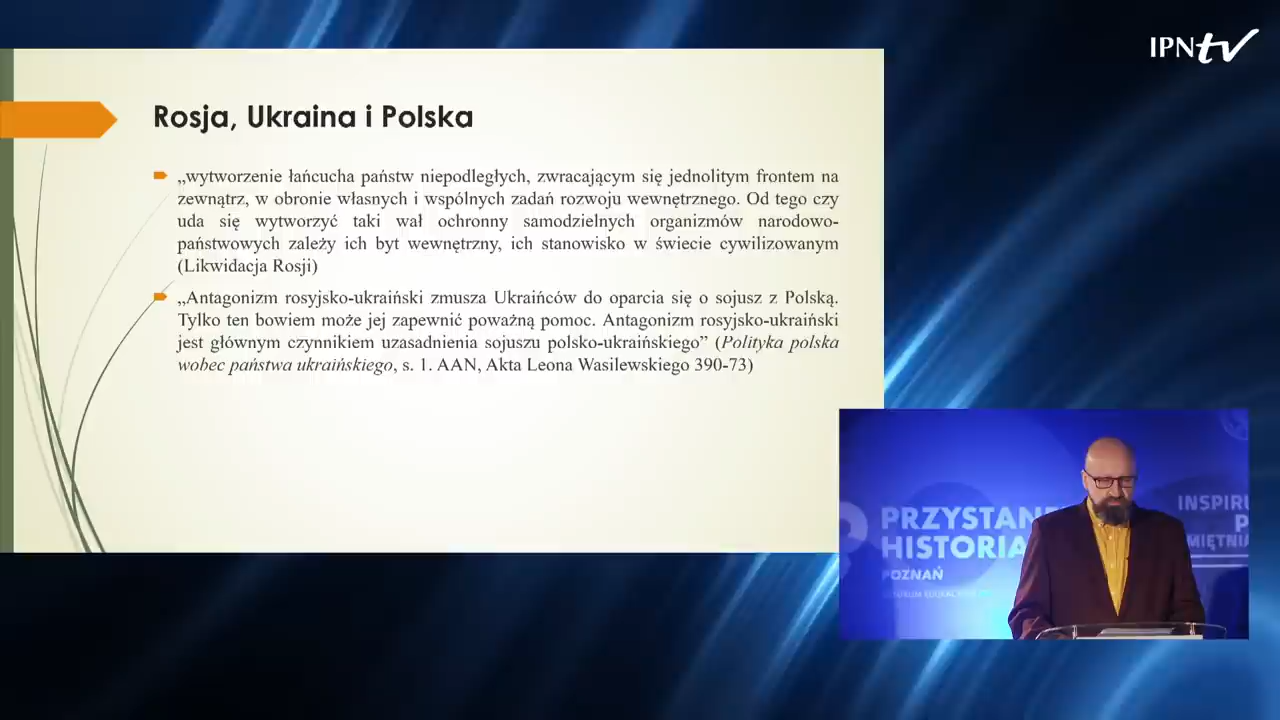 IPNtv
Rosja, Ukraina i Polska
„wytworzenie łańcucha państw niepodległych, zwracającym się jednolitym frontem na
zewnątrz, w obronie własnych i wspólnych zadań rozwoju wewnętrznego. Od tego czy
uda się wytworzyć taki wał ochronny samodzielnych organizmów narodowo-
państwowych zależy ich byt wewnętrzny, ich stanowisko w świecie cywilizowanym
(Likwidacja Rosji)
„Antagonizm rosyjsko-ukraiński zmusza Ukraińców do oparcia się o sojusz z Polską.
Tylko ten bowiem może jej zapewnić poważną pomoc. Antagonizm rosyjsko-ukraiński
jest głównym czynnikiem uzasadnienia sojuszu polsko-ukraińskiego” (Polityka polska
wobec państwa ukraińskiego, s. 1. AAN, Akta Leona Wasilewskiego 390-73)
PRZYSTANE
HISTORIA
POZNAŃ
INSPIRU
P